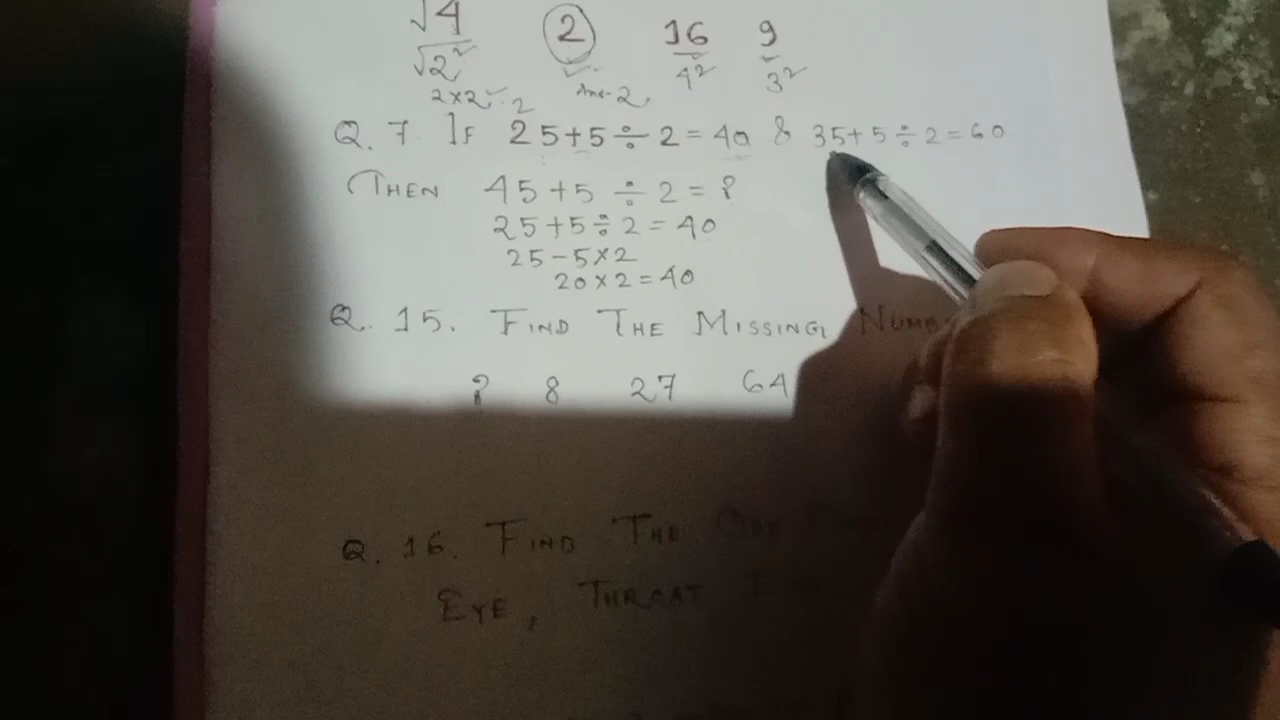 √4 2 16 9
√2² 4² 3²
2×2 - 2 Ans-2
Q. 7. IF 25+5÷2=40 & 35+5÷2=60
THEN 45+5 ÷ 2 = ?
25+5÷2=40
25-5×2
20×2=40
Q. 15. FIND THE MISSING
? 8 27 64
Q. 16. FIND THE
EYE, THROAT